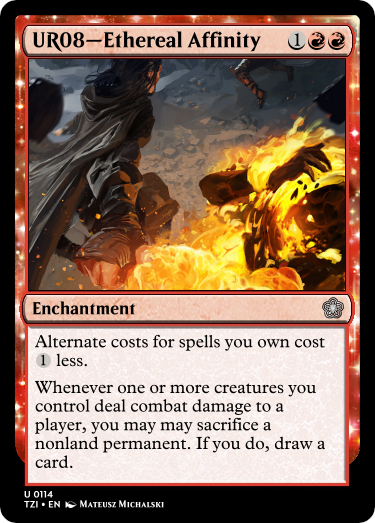 UR08—Ethereal Affinity 1
Enchantment
Alternate costs for spells you own cost
1 less.
Whenever one or more creatures you
control deal combat damage to a
player, you may may sacrifice a
nonland permanent. If you do, draw a
card.
U 0114
TZI • EN Mateusz Michalski